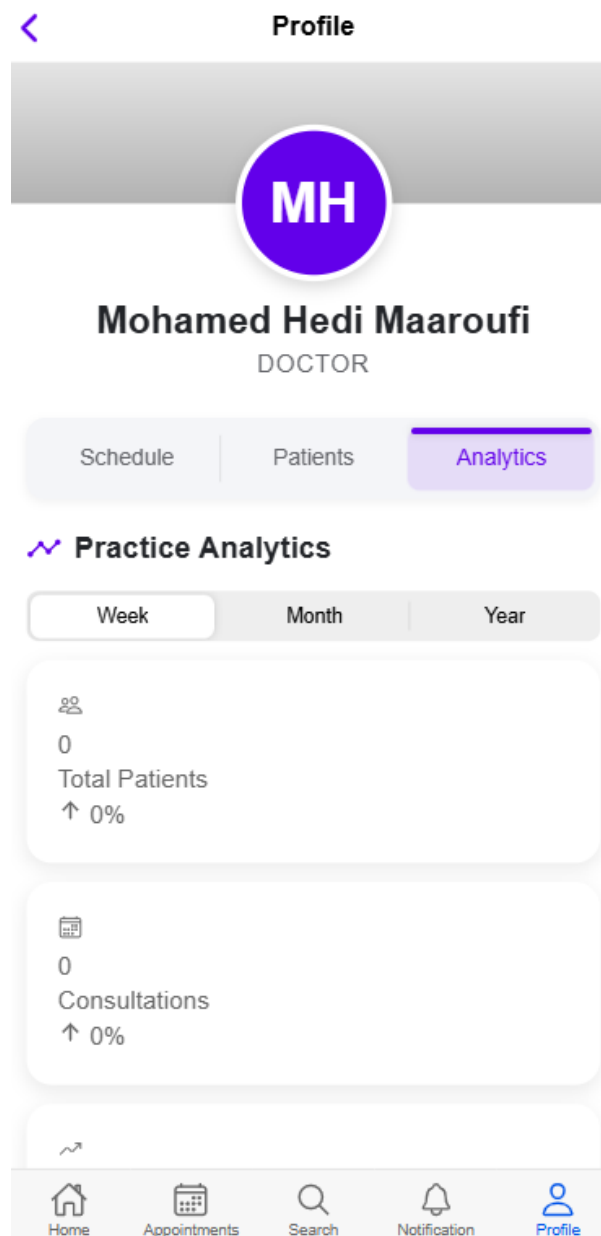 Profile
MH
Mohamed Hedi Maaroufi
DOCTOR
Schedule Patients Analytics
Practice Analytics
Week Month Year
0
Total Patients
↑ 0%
0
Consultations
↑ 0%
Home Appointments Search Notification Profile